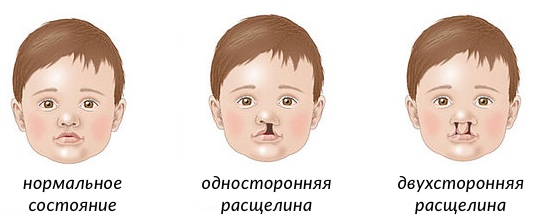 нормальное
состояние
односторонняя
расщелина
двухсторонняя
расщелина